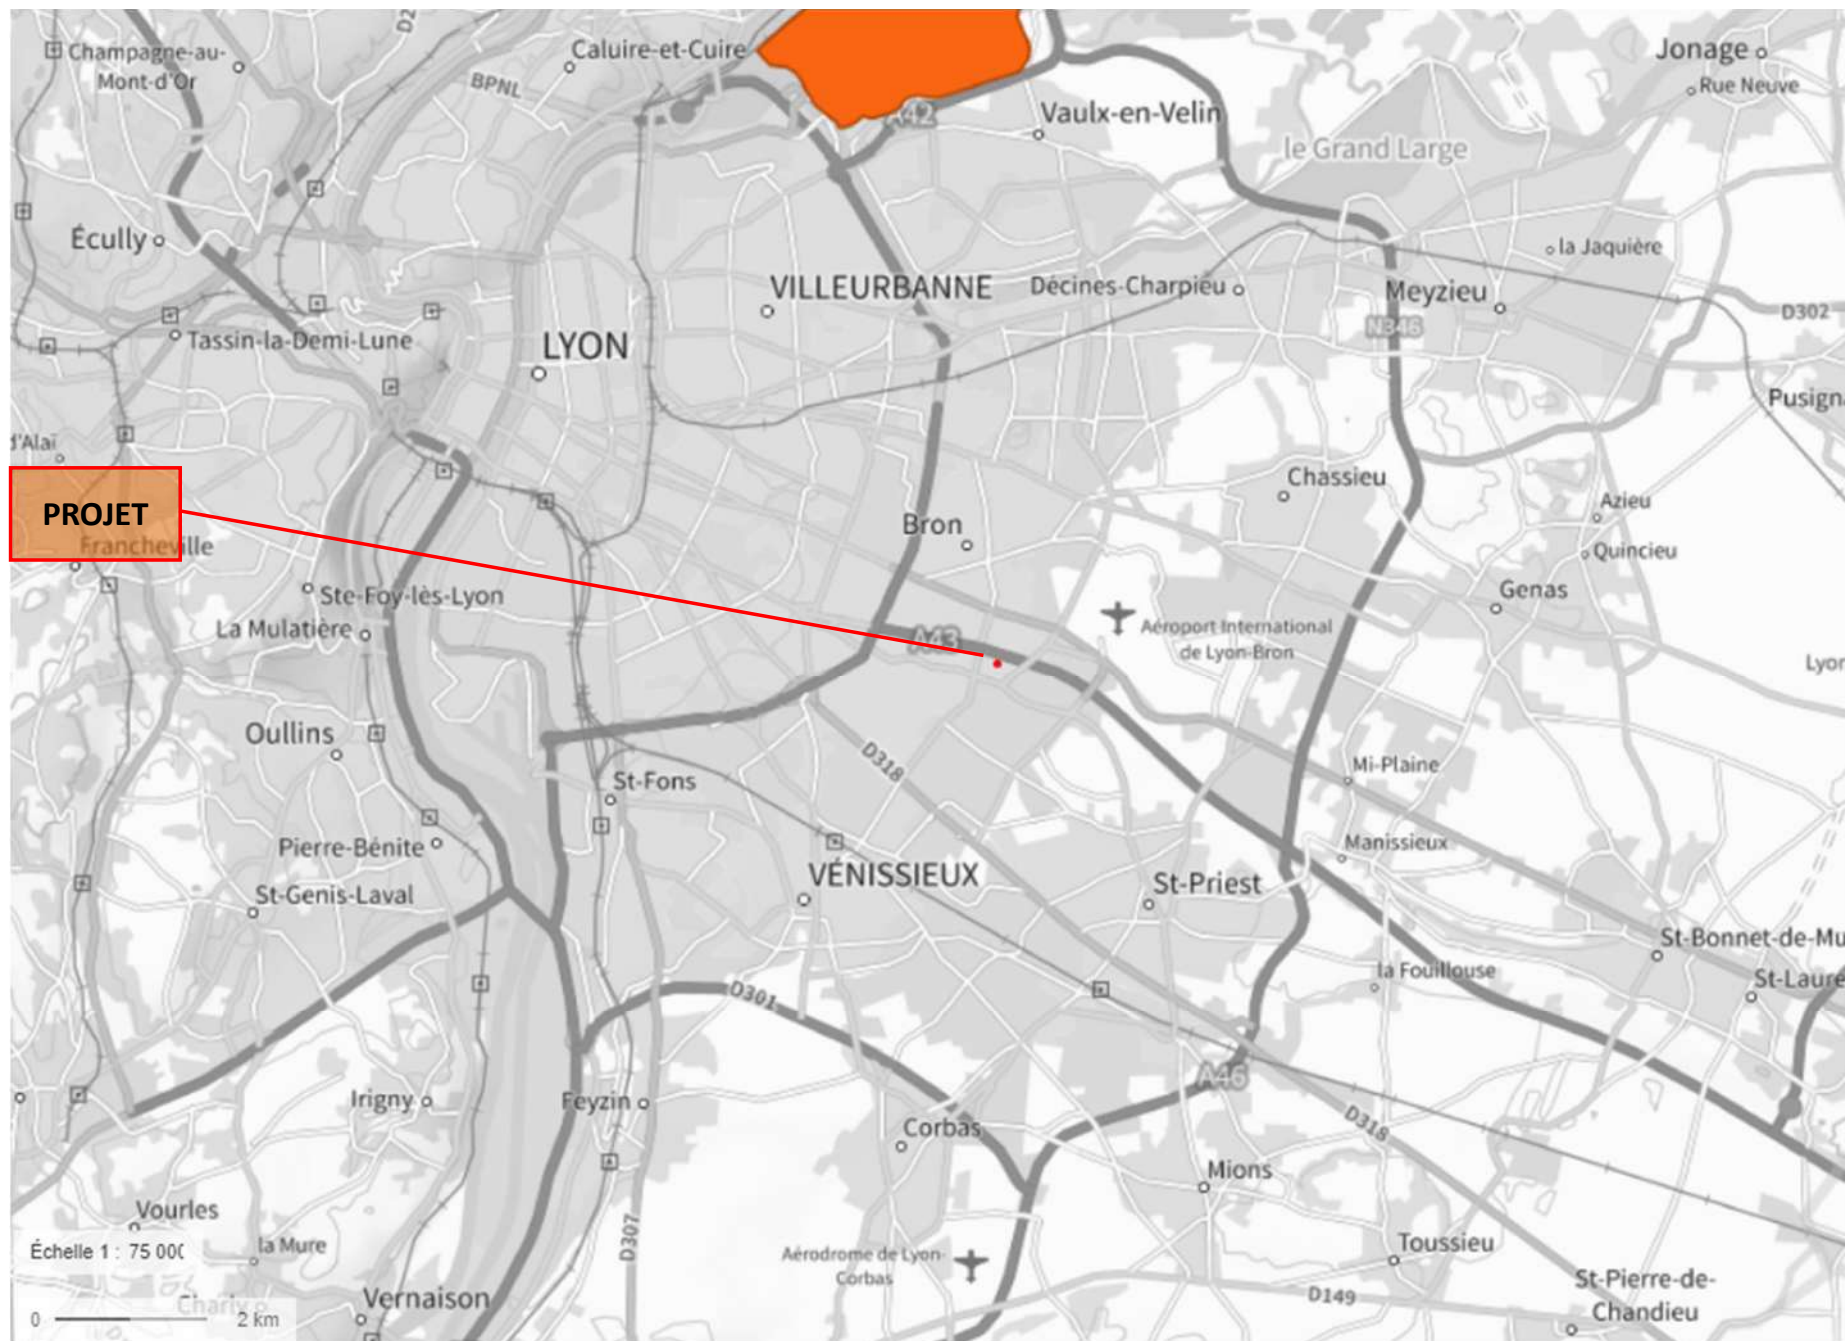 Champagne-au-
Mont-d'Or
Caluire-et-Cuire
BPNL
A42
Vaulx-en-Velin
Jonage
Rue Neuve
le Grand Large
Écully
la Jaquière
VILLEURBANNE
Décines-Charpieu
Meyzieu
D302
N346
Tassin-la-Demi-Lune
LYON
Pusign
d'Alaï
Chassieu
PROJET
Azieu
Bron
Francheville
Quincieu
Ste-Foy-lès-Lyon
Genas
La Mulatière
A43
Aéroport International
de Lyon-Bron
Lyon
Oullins
D318
Mi-Plaine
St-Fons
Pierre-Bénite
Manissieux
VÉNISSIEUX
St-Priest
St-Genis-Laval
St-Bonnet-de-Mu
la Fouillouse
St-Laure
D301
A46
Irigny
Feyzin
D318
Corbas
Mions
Vourles
D307
la Mure
Échelle 1 : 75 000
Aérodrome de Lyon-
Corbas
Toussieu
St-Pierre-de-
Chandieu
D149
Charly
Vernaison
0 2 km